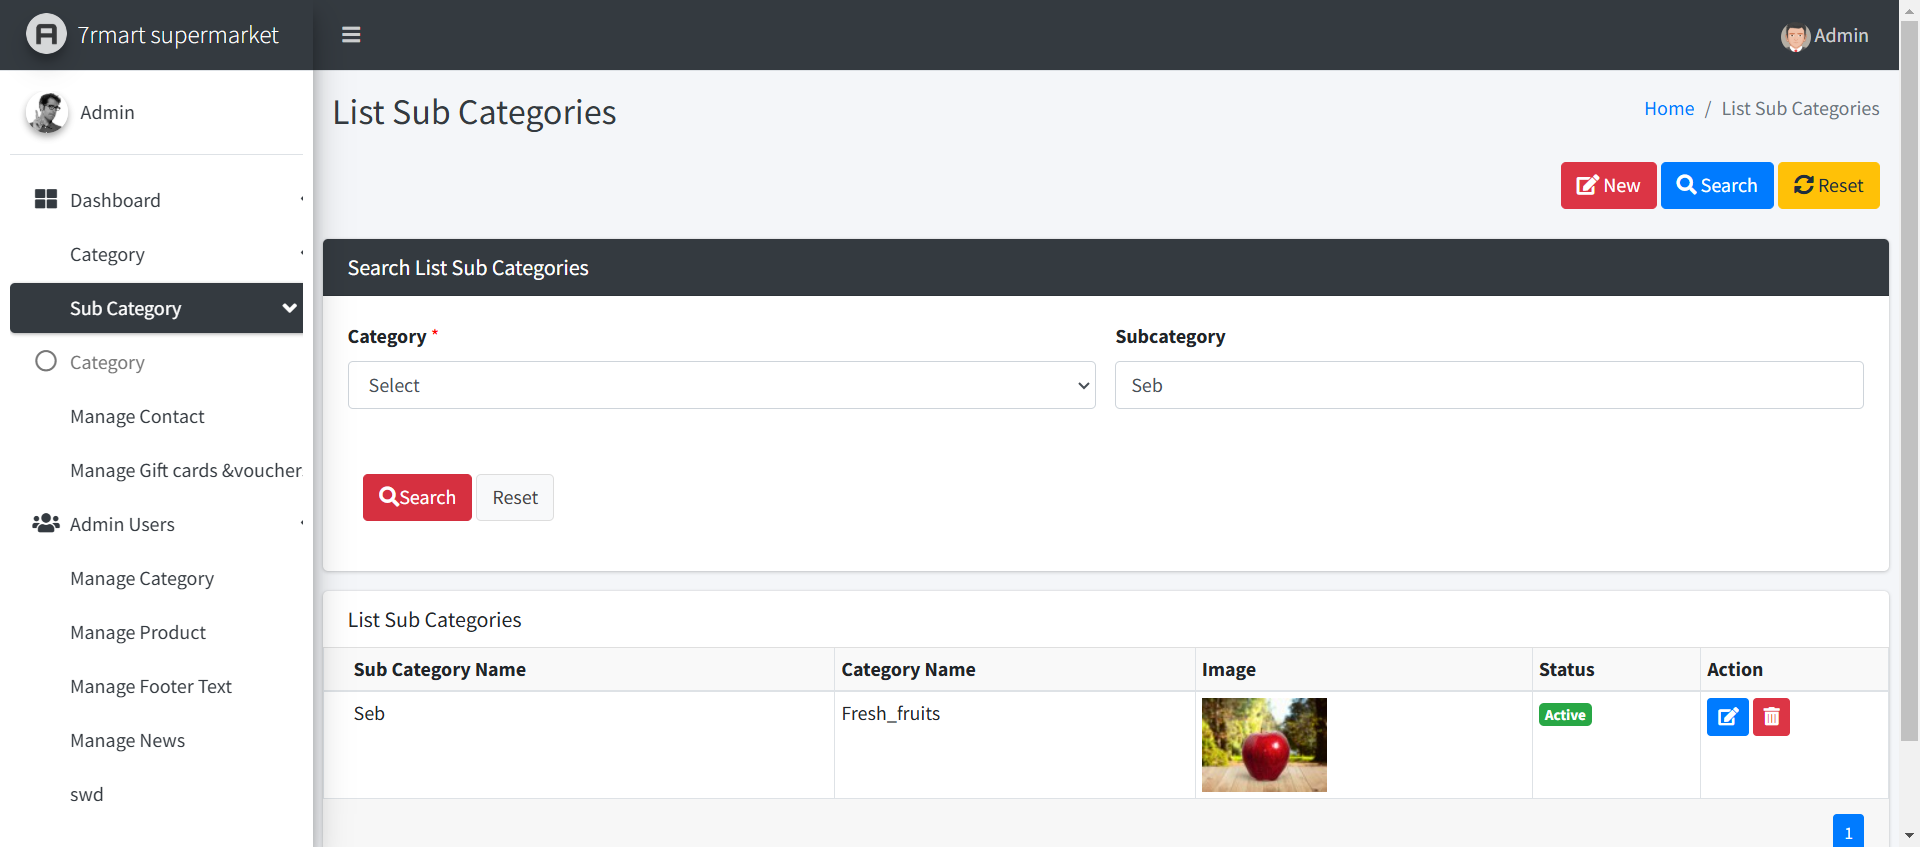 7rmart supermarket
Admin
Admin
List Sub Categories
Home / List Sub Categories
New
Search
Reset
Dashboard
Category
Sub Category
Category
Manage Contact
Manage Gift cards &voucher
Admin Users
Manage Category
Manage Product
Manage Footer Text
Manage News
swd
Search List Sub Categories
Category *
Subcategory
Select
Seb
Search
Reset
List Sub Categories
Sub Category Name Category Name Image Status Action
Seb Fresh_fruits Active
1